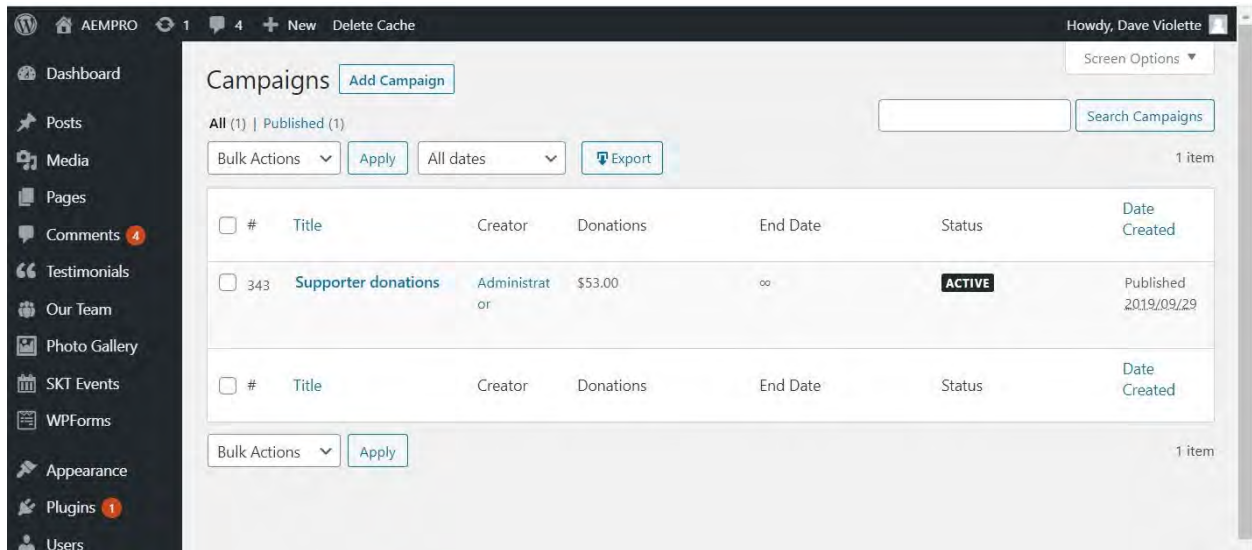 AEMPRO 1 4 + New Delete Cache Howdy, Dave Violette
Screen Options ▼
Dashboard
Posts
Media
Pages
Comments 4
Testimonials
Our Team
Photo Gallery
SKT Events
WPForms
Appearance
Plugins 1
Users
Campaigns Add Campaign
All (1) | Published (1)
Search Campaigns
Bulk Actions Apply All dates Export 1 item
# Title Creator Donations End Date Status Date
Created
343 Supporter donations Administrat $53.00 ∞ ACTIVE Published
or 2019/09/29
# Title Creator Donations End Date Status Date
Created
Bulk Actions Apply 1 item